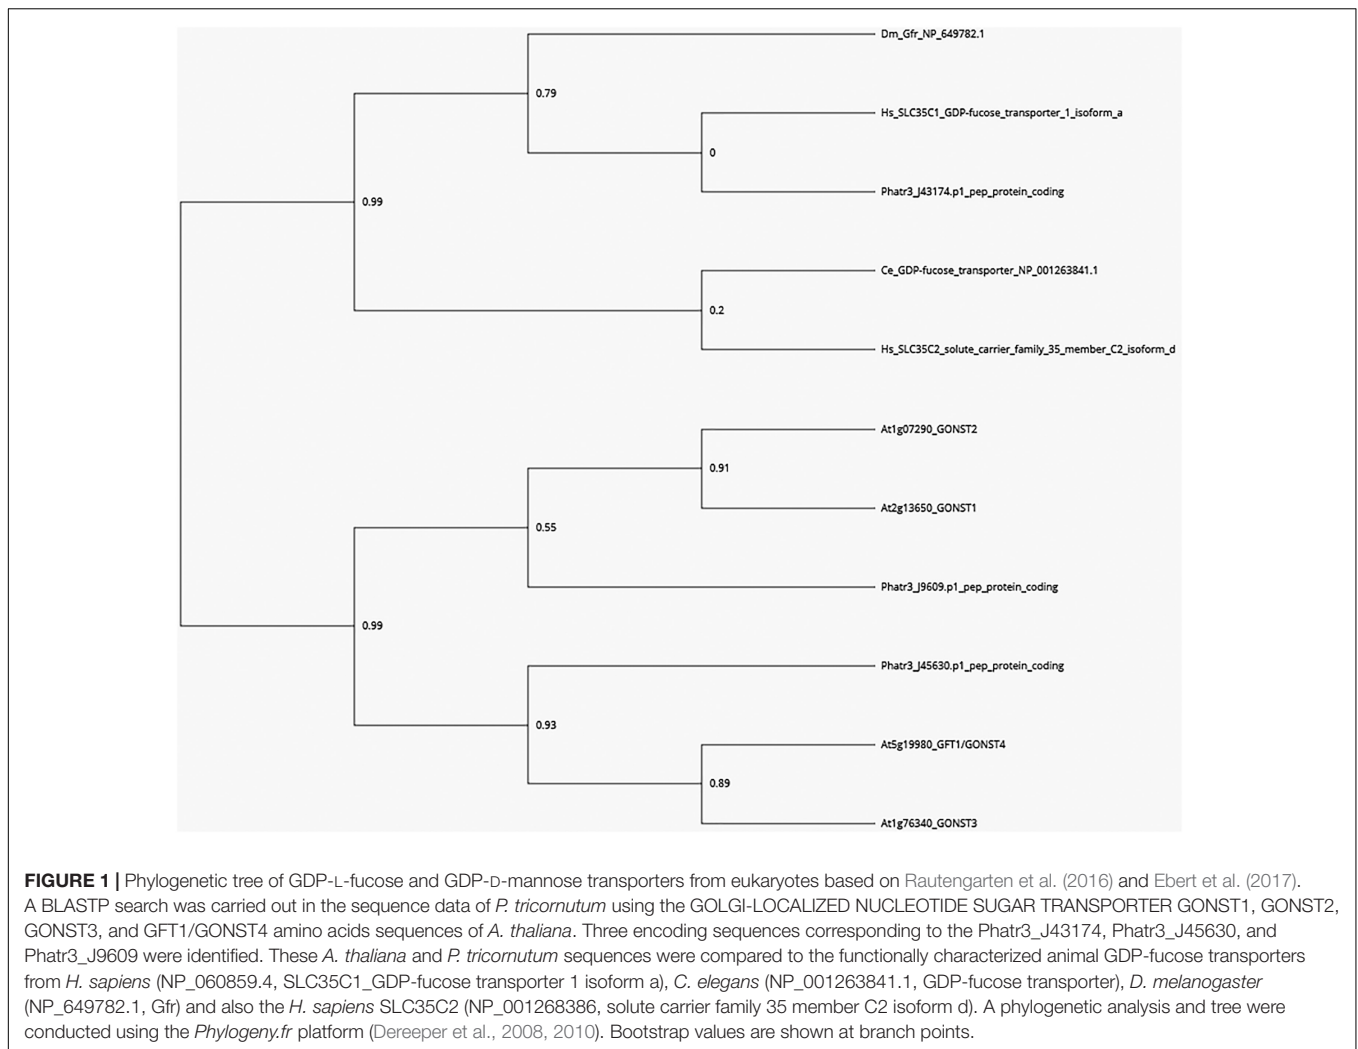 Dm_Gfr_NP_649782.1
0.79
Hs_SLC35C1_GDP-fucose_transporter_1_isoform_a
0
Phatr3_J43174.p1_pep_protein_coding
0.99
Ce_GDP-fucose_transporter_NP_001263841.1
0.2
Hs_SLC35C2_solute_carrier_family_35_member_C2_isoform_d
At1g07290_GONST2
0.91
At2g13650_GONST1
0.55
Phatr3_J9609.p1_pep_protein_coding
0.99
Phatr3_J45630.p1_pep_protein_coding
0.93
At5g19980_GFT1/GONST4
0.89
At1g76340_GONST3
FIGURE 1 | Phylogenetic tree of GDP-L-fucose and GDP-D-mannose transporters from eukaryotes based on Rautengarten et al. (2016) and Ebert et al. (2017).
A BLASTP search was carried out in the sequence data of P. tricornutum using the GOLGI-LOCALIZED NUCLEOTIDE SUGAR TRANSPORTER GONST1, GONST2,
GONST3, and GFT1/GONST4 amino acids sequences of A. thaliana. Three encoding sequences corresponding to the Phatr3_J43174, Phatr3_J45630, and
Phatr3_J9609 were identified. These A. thaliana and P. tricornutum sequences were compared to the functionally characterized animal GDP-fucose transporters
from H. sapiens (NP_060859.4, SLC35C1_GDP-fucose transporter 1 isoform a), C. elegans (NP_001263841.1, GDP-fucose transporter), D. melanogaster
(NP_649782.1, Gfr) and also the H. sapiens SLC35C2 (NP_001268386, solute carrier family 35 member C2 isoform d). A phylogenetic analysis and tree were
conducted using the Phylogeny.fr platform (Dereeper et al., 2008, 2010). Bootstrap values are shown at branch points.